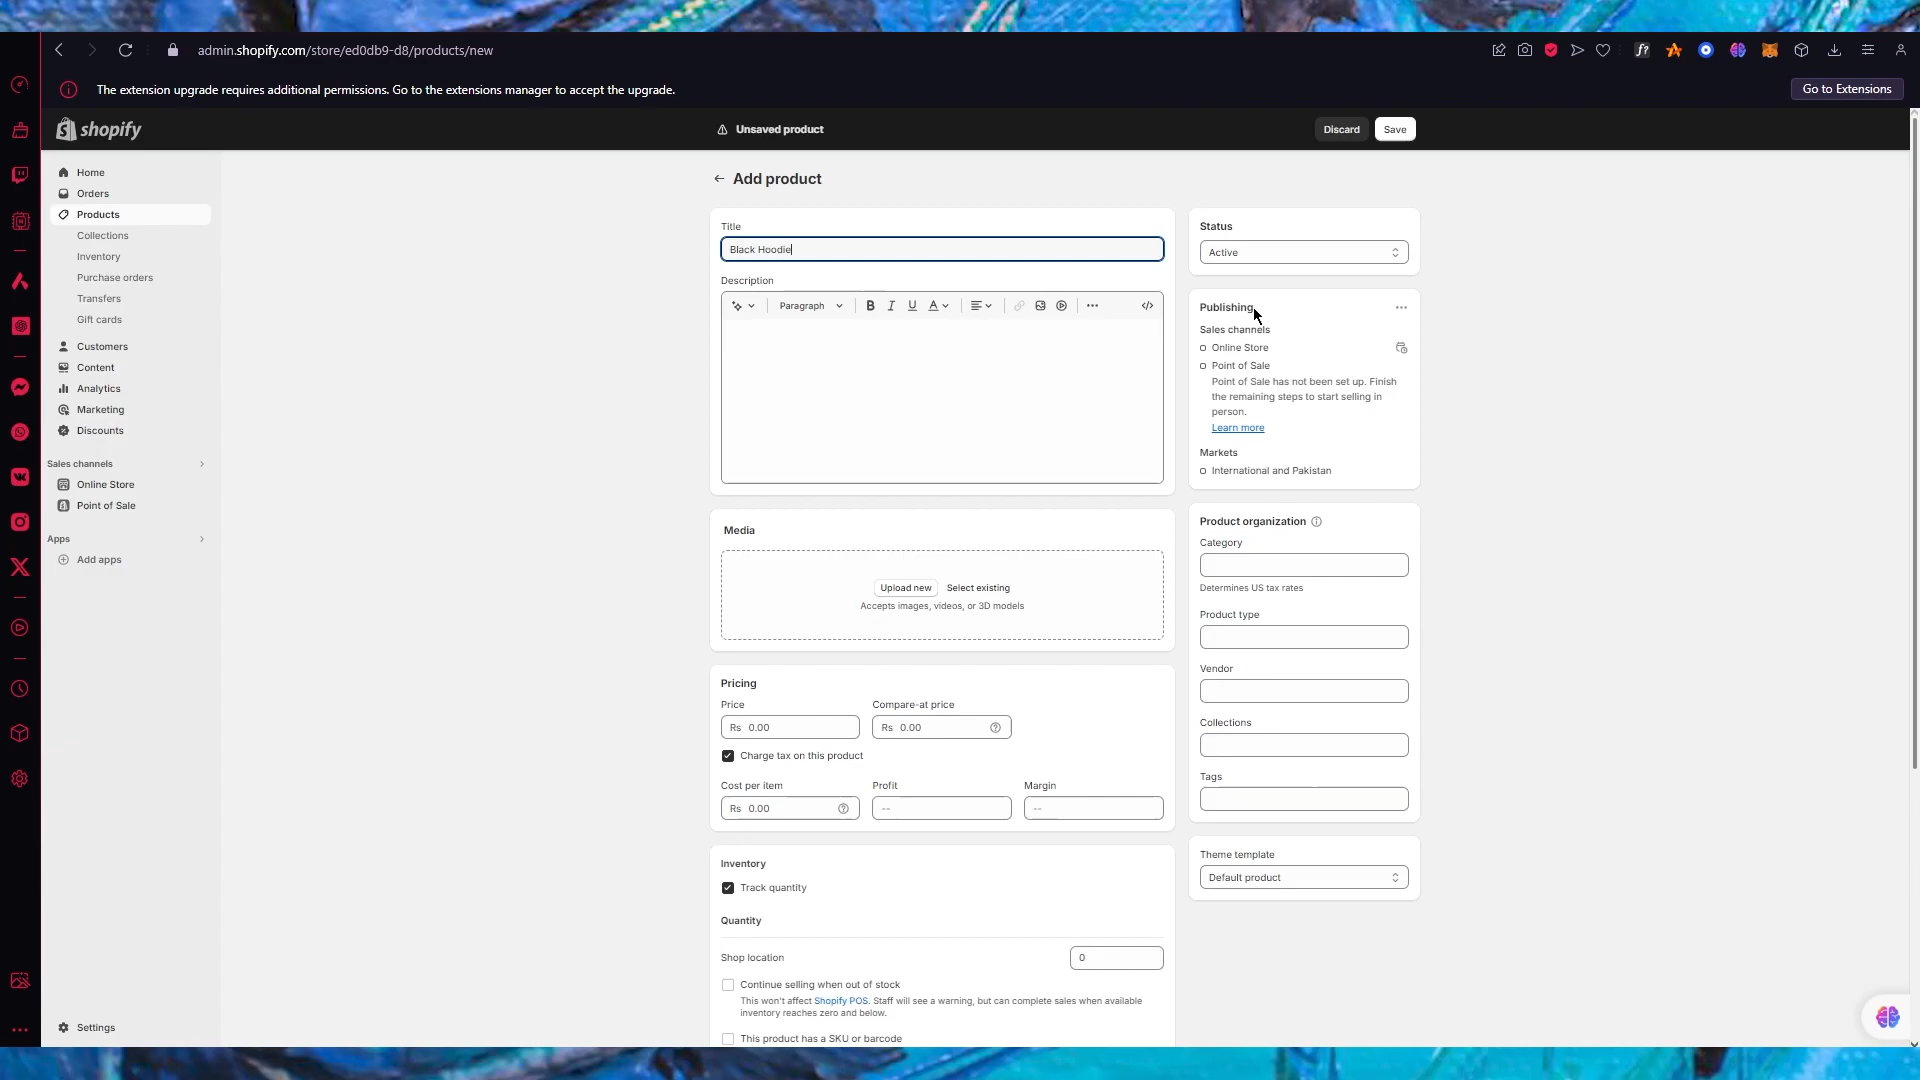 admin.shopify.com/store/ed0db9-d8/products/new
The extension upgrade requires additional permissions. Go to the extensions manager to accept the upgrade.
Go to Extensions
shopify
Unsaved product
Discard
Save
Home
Orders
Products
Collections
Inventory
Purchase orders
Transfers
Gift cards
Customers
Content
Analytics
Marketing
Discounts
Sales channels
Online Store
Point of Sale
Apps
Add apps
Settings
Add product
Title
Black Hoodie
Description
Paragraph
B I U A
Media
Upload new Select existing
Accepts images, videos, or 3D models
Pricing
Price Compare-at price
Rs 0.00 Rs 0.00
Charge tax on this product
Cost per item Profit Margin
Rs 0.00 -- --
Inventory
Track quantity
Quantity
Shop location 0
Continue selling when out of stock
This won't affect Shopify POS. Staff will see a warning, but can complete sales when available
inventory reaches zero and below.
This product has a SKU or barcode
Status
Active
Publishing
Sales channels
Online Store
Point of Sale
Point of Sale has not been set up. Finish
the remaining steps to start selling in
person.
Learn more
Markets
International and Pakistan
Product organization
Category
Determines US tax rates
Product type
Vendor
Collections
Tags
Theme template
Default product